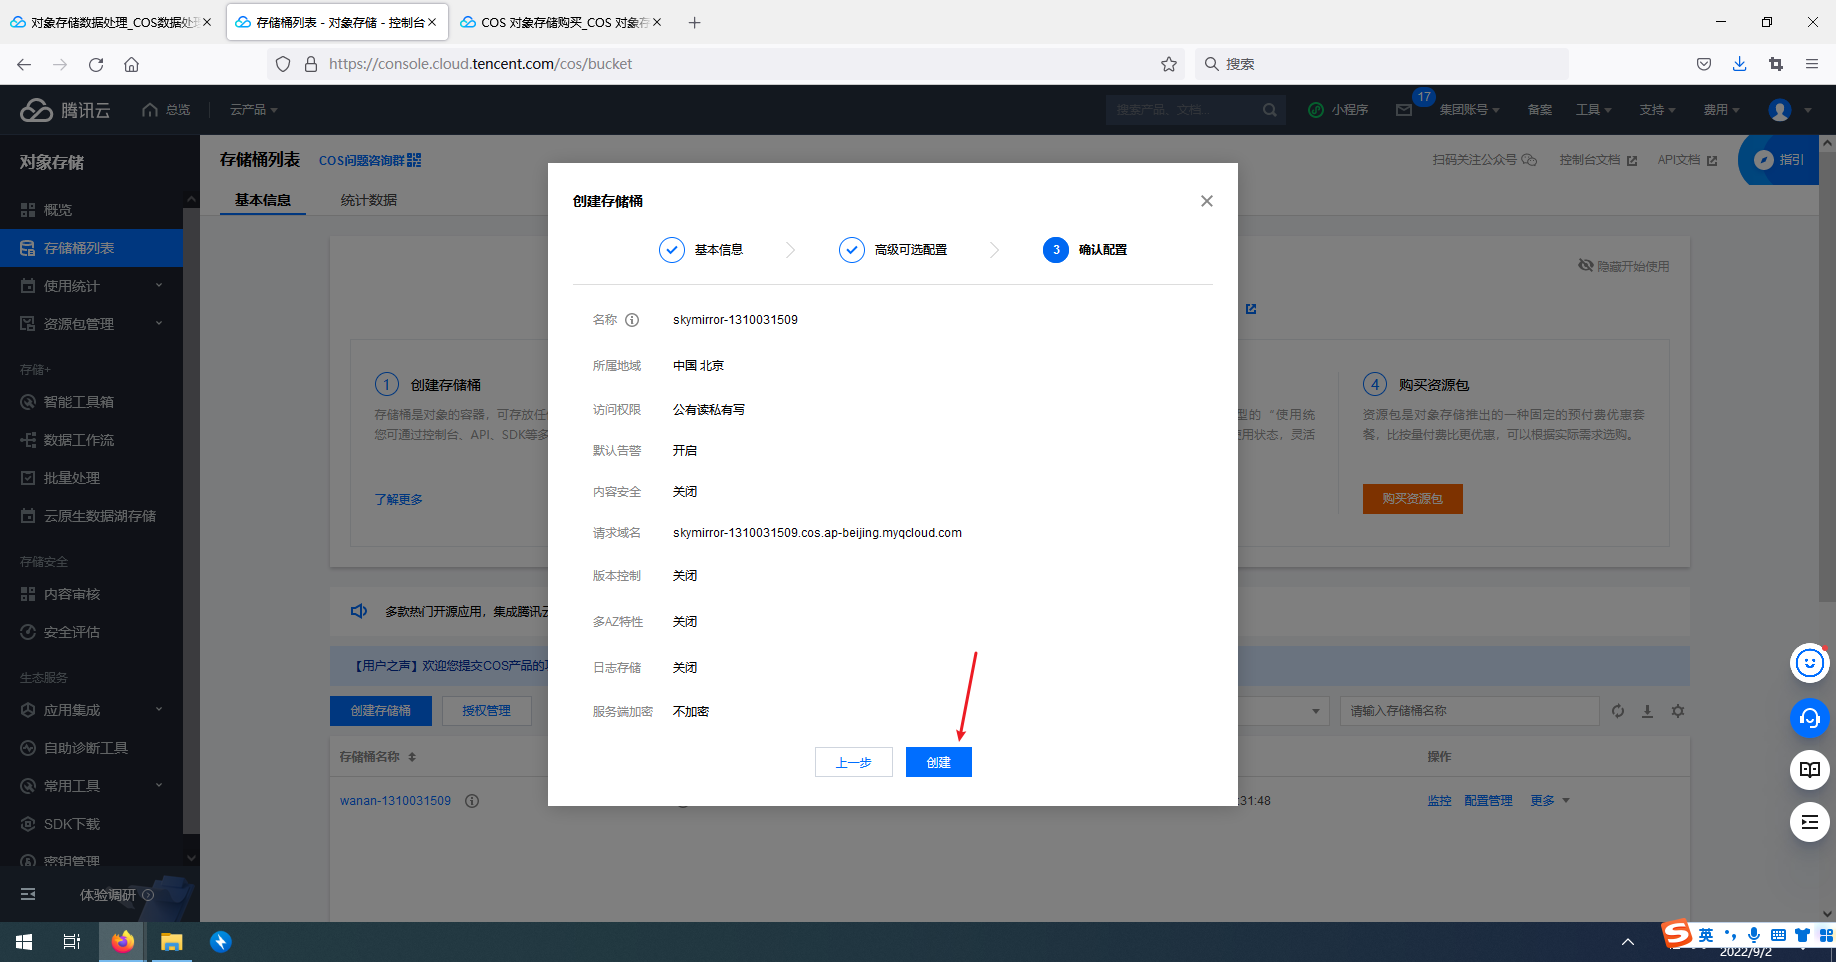 对象存储数据处理_COS数据处理
存储桶列表 - 对象存储 - 控制台
COS 对象存储购买_COS 对象存
https://console.cloud.tencent.com/cos/bucket
搜索
腾讯云
总览
云产品
搜索产品、文档...
小程序
17
集团账号
备案
工具
支持
费用
对象存储
概览
存储桶列表
使用统计
资源包管理
存储+
智能工具箱
数据工作流
批量处理
云原生数据湖存储
存储安全
内容审核
安全评估
生态服务
应用集成
自助诊断工具
常用工具
SDK下载
密钥管理
体验调研
存储桶列表
COS问题咨询群
扫码关注公众号
控制台文档
API文档
指引
基本信息
统计数据
隐藏开始使用
1 创建存储桶
存储桶是对象的容器，可存放任
您可通过控制台、API、SDK等多
了解更多
型的“使用统
使用状态，灵活
4 购买资源包
资源包是对象存储推出的一种固定的预付费优惠套
餐，比按量付费比更优惠，可以根据实际需求选购。
购买资源包
多款热门开源应用，集成腾讯云
【用户之声】欢迎您提交COS产品的
创建存储桶
授权管理
请输入存储桶名称
存储桶名称
操作
wanan-1310031509
:31:48
监控
配置管理
更多
创建存储桶
基本信息
高级可选配置
3 确认配置
名称 skymirror-1310031509
所属地域 中国 北京
访问权限 公有读私有写
默认告警 开启
内容安全 关闭
请求域名 skymirror-1310031509.cos.ap-beijing.myqcloud.com
版本控制 关闭
多AZ特性 关闭
日志存储 关闭
服务端加密 不加密
上一步
创建
英
2022/9/2